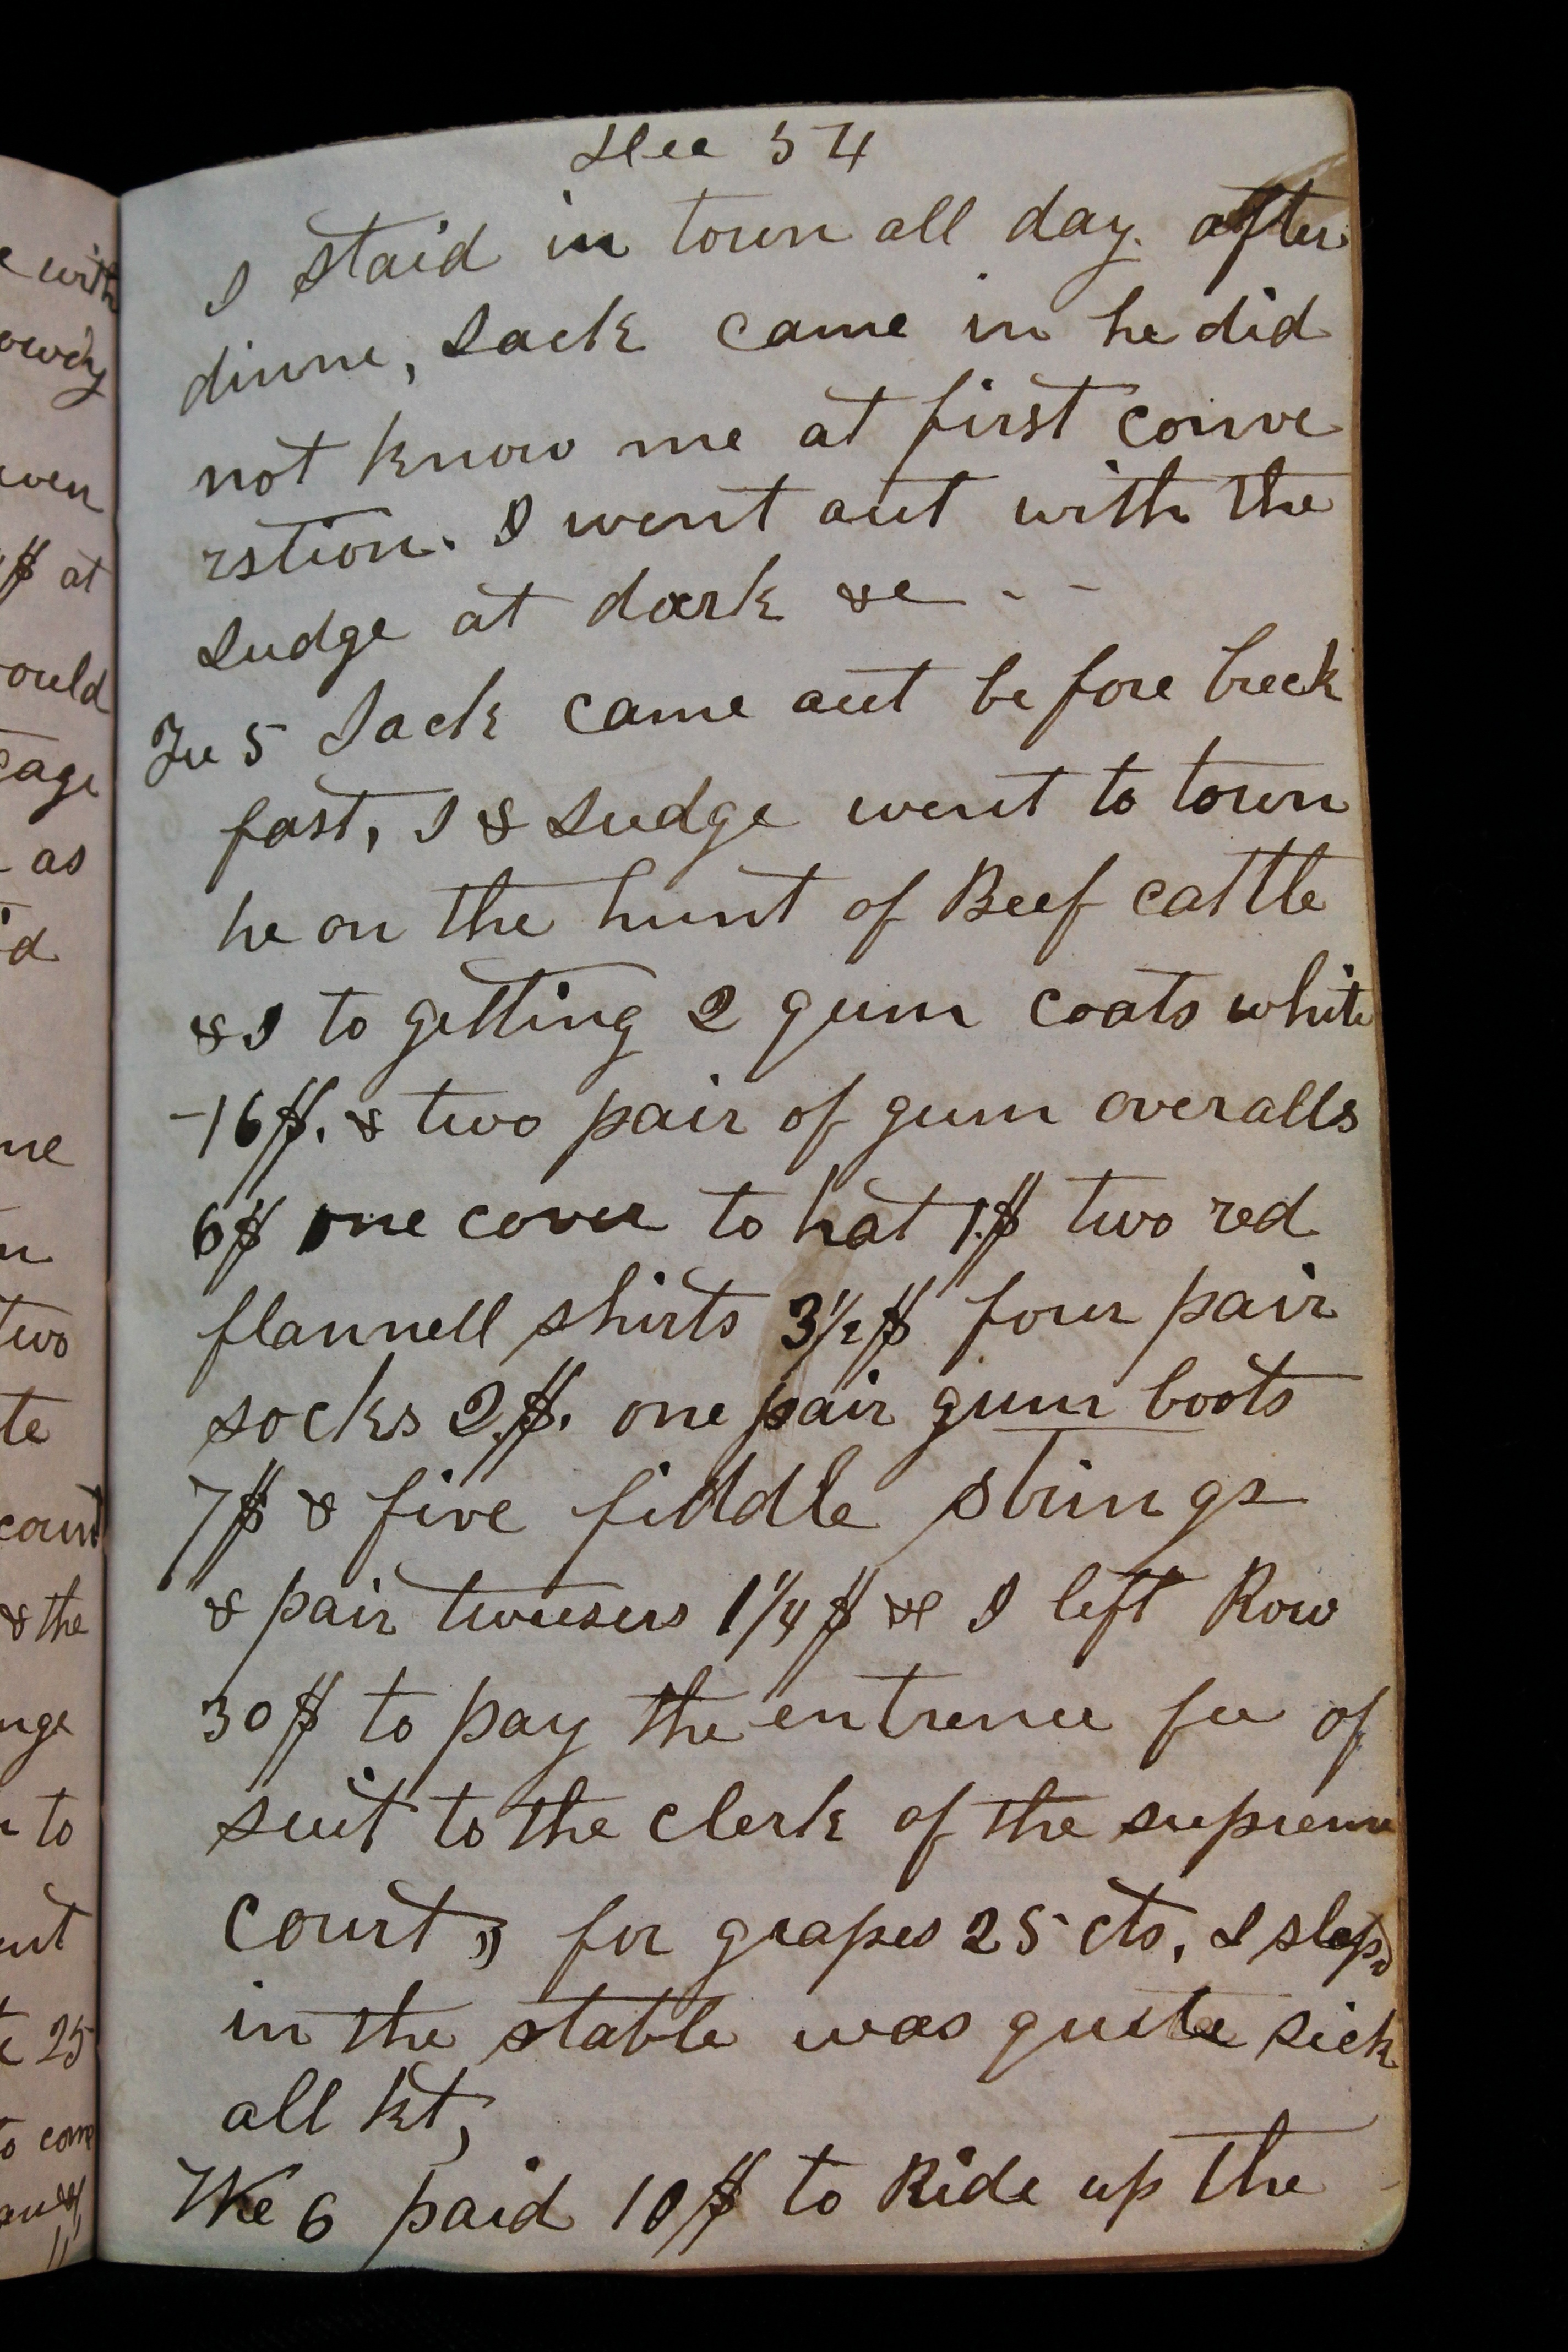 Dec 54
I staid in town all day. after
dinne, Jack came in he did
not know me at first conve
rstion. I went out with the
Judge at dark &c - -
Tu 5 Jack came out before breck
fast, I & Judge went to town
he on the hunt of Beef cattle
& I to getting 2 gum coats white
-16$. & two pair of gum overalls
6$ one cover to hat 1.$ two red
flannell shirts 3½$ four pair
socks 2.$. one pair gum boots
7$ & five fiddle strings
& pair twusers 1¼$ &c I left Row
30$ to pay the entrence fee of
suit to the clerk of the supreme
court, for grapes 25 cts, I slep
in the stable was quite sick
all
We 6 paid 10$ to Ride up the